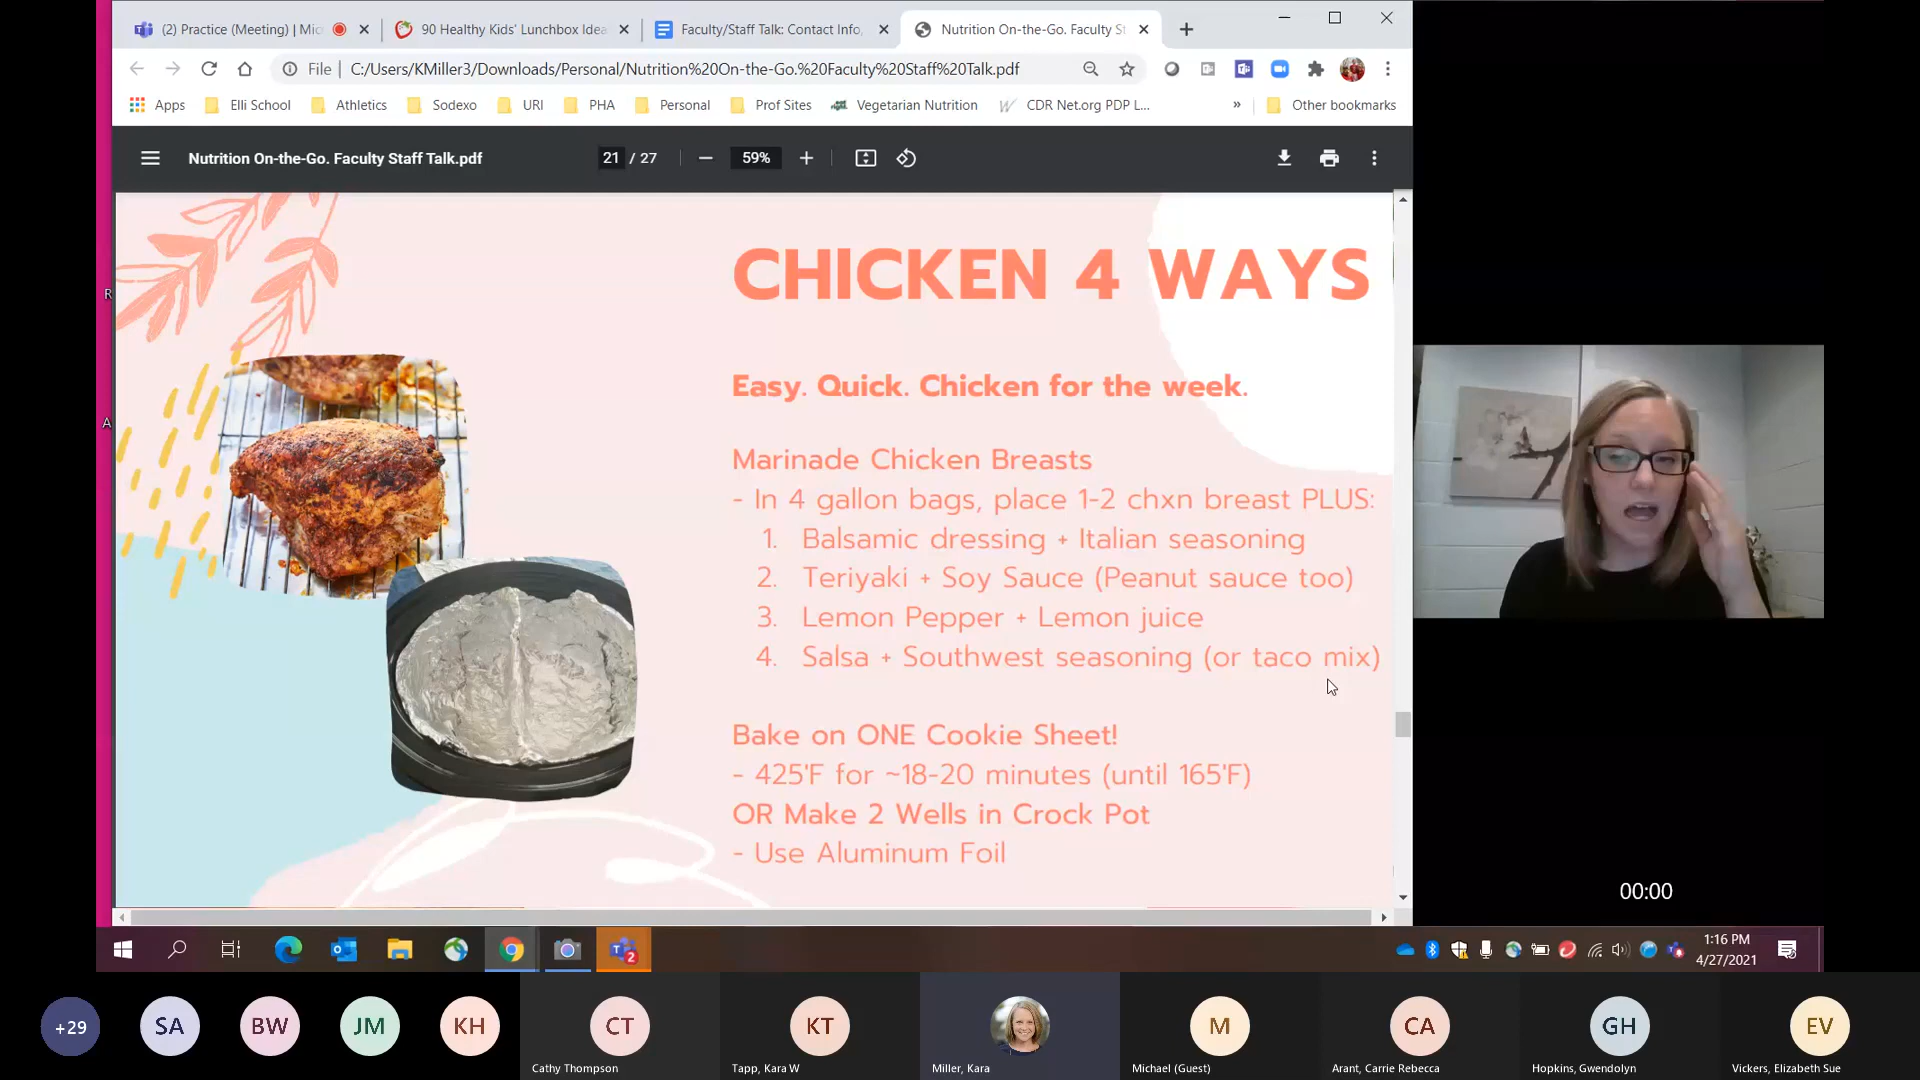 (2) Practice (Meeting) | Mic
90 Healthy Kids' Lunchbox Idea
Faculty/Staff Talk: Contact Info,
Nutrition On-the-Go. Faculty St
File | C:/Users/KMiller3/Downloads/Personal/Nutrition%20On-the-Go.%20Faculty%20Staff%20Talk.pdf
Apps Elli School Athletics Sodexo URI PHA Personal Prof Sites Vegetarian Nutrition CDR Net.org PDP L... » Other bookmarks
Nutrition On-the-Go. Faculty Staff Talk.pdf 21 / 27 59%
CHICKEN 4 WAYS
Easy. Quick. Chicken for the week.
Marinade Chicken Breasts
- In 4 gallon bags, place 1-2 chxn breast PLUS:
1. Balsamic dressing + Italian seasoning
2. Teriyaki + Soy Sauce (Peanut sauce too)
3. Lemon Pepper + Lemon juice
4. Salsa + Southwest seasoning (or taco mix)
Bake on ONE Cookie Sheet!
- 425'F for ~18-20 minutes (until 165'F)
OR Make 2 Wells in Crock Pot
- Use Aluminum Foil
R
A
00:00
2
1:16 PM
4/27/2021
+29 SA BW JM KH CT KT M CA GH EV
Cathy Thompson Tapp, Kara W Miller, Kara Michael (Guest) Arant, Carrie Rebecca Hopkins, Gwendolyn Vickers, Elizabeth Sue